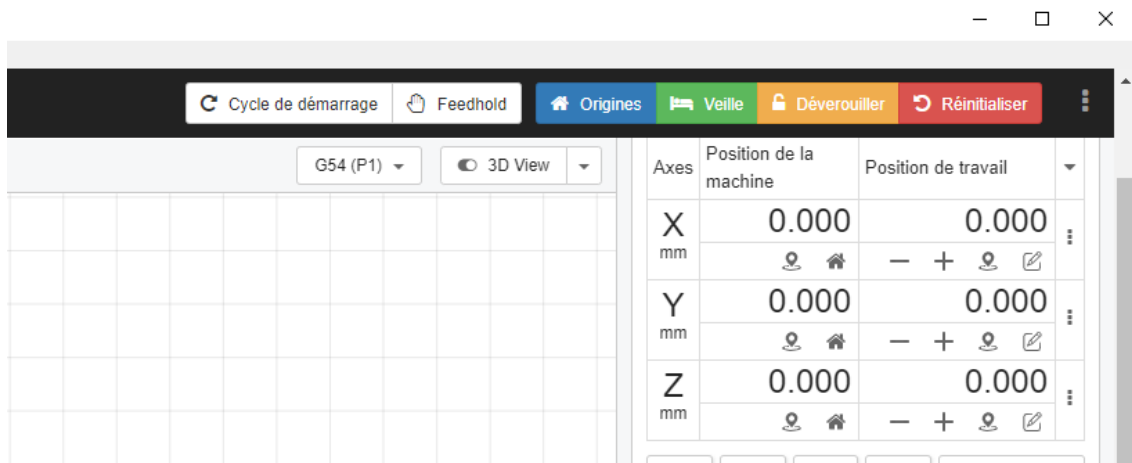 Cycle de démarrage Feedhold Origines Veille Déverouiller Réinitialiser
G54 (P1) 3D View
Axes Position de la machine Position de travail
X 0.000 0.000
mm
Y 0.000 0.000
mm
Z 0.000 0.000
mm